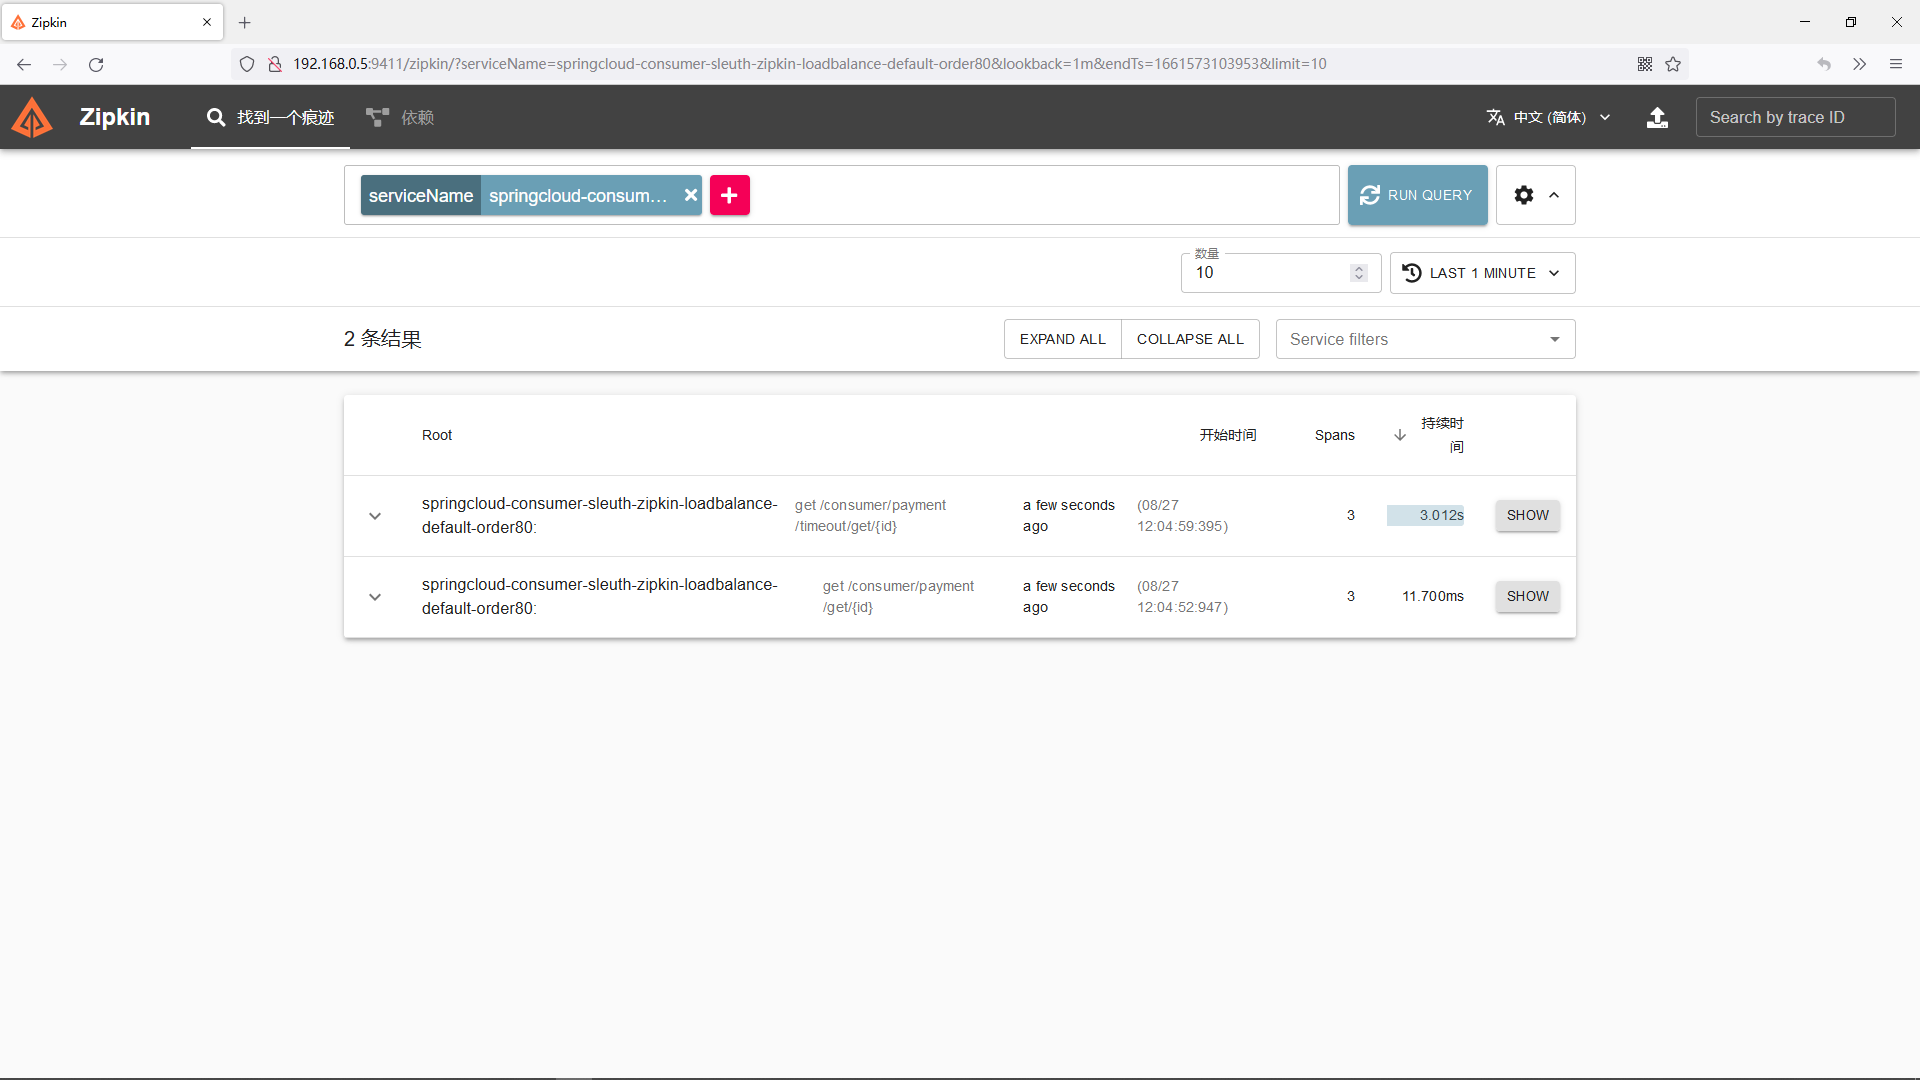 Zipkin
192.168.0.5:9411/zipkin/?serviceName=springcloud-consumer-sleuth-zipkin-loadbalance-default-order80&lookback=1m&endTs=1661573103953&limit=10
Zipkin 找到一个痕迹 依赖 中文 (简体) Search by trace ID
serviceName springcloud-consum… RUN QUERY
数量
10 LAST 1 MINUTE
2 条结果 EXPAND ALL COLLAPSE ALL Service filters
Root 开始时间 Spans 持续时
间
springcloud-consumer-sleuth-zipkin-loadbalance- get /consumer/payment a few seconds (08/27
default-order80: /timeout/get/{id} ago 12:04:59:395) 3 3.012s SHOW
springcloud-consumer-sleuth-zipkin-loadbalance- get /consumer/payment a few seconds (08/27
default-order80: /get/{id} ago 12:04:52:947) 3 11.700ms SHOW